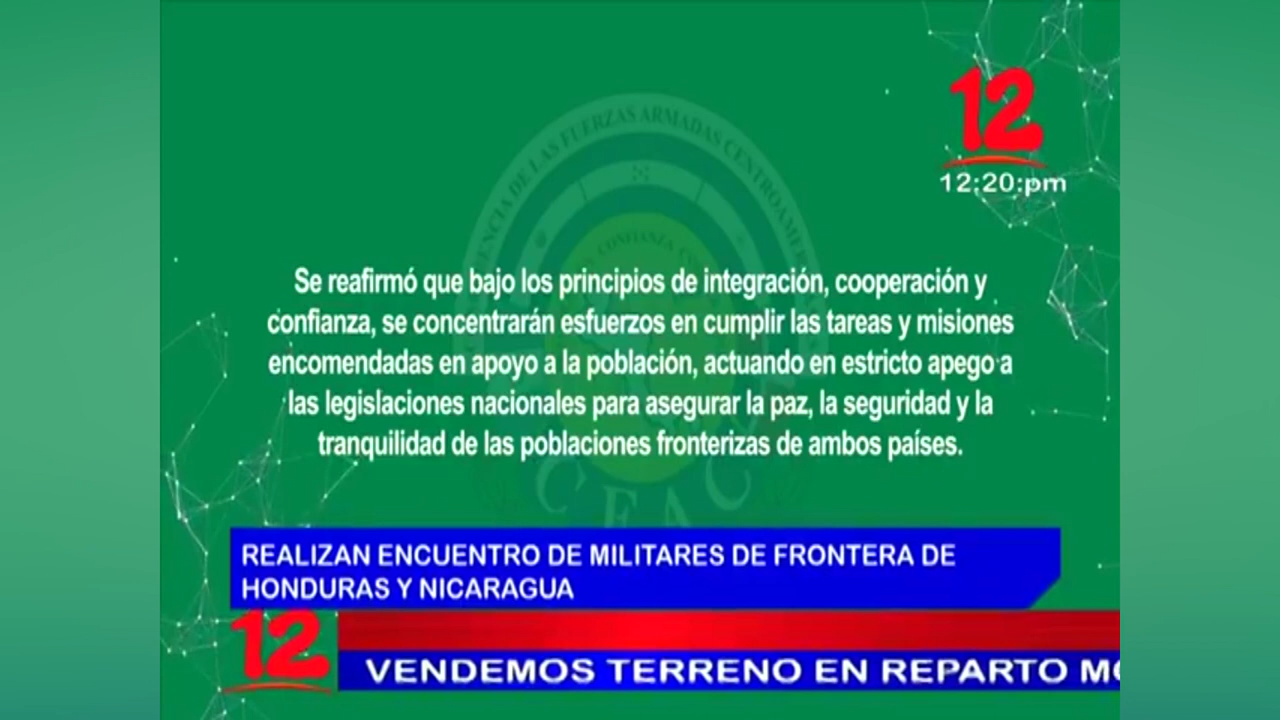 12
12:20:pm
FUERZAS ARMADAS
Se reafirmó que bajo los principios de integración, cooperación y
confianza, se concentrarán esfuerzos en cumplir las tareas y misiones
encomendadas en apoyo a la población, actuando en estricto apego a
las legislaciones nacionales para asegurar la paz, la seguridad y la
tranquilidad de las poblaciones fronterizas de ambos países.
REALIZAN ENCUENTRO DE MILITARES DE FRONTERA DE
HONDURAS Y NICARAGUA
12
VENDEMOS TERRENO EN REPARTO